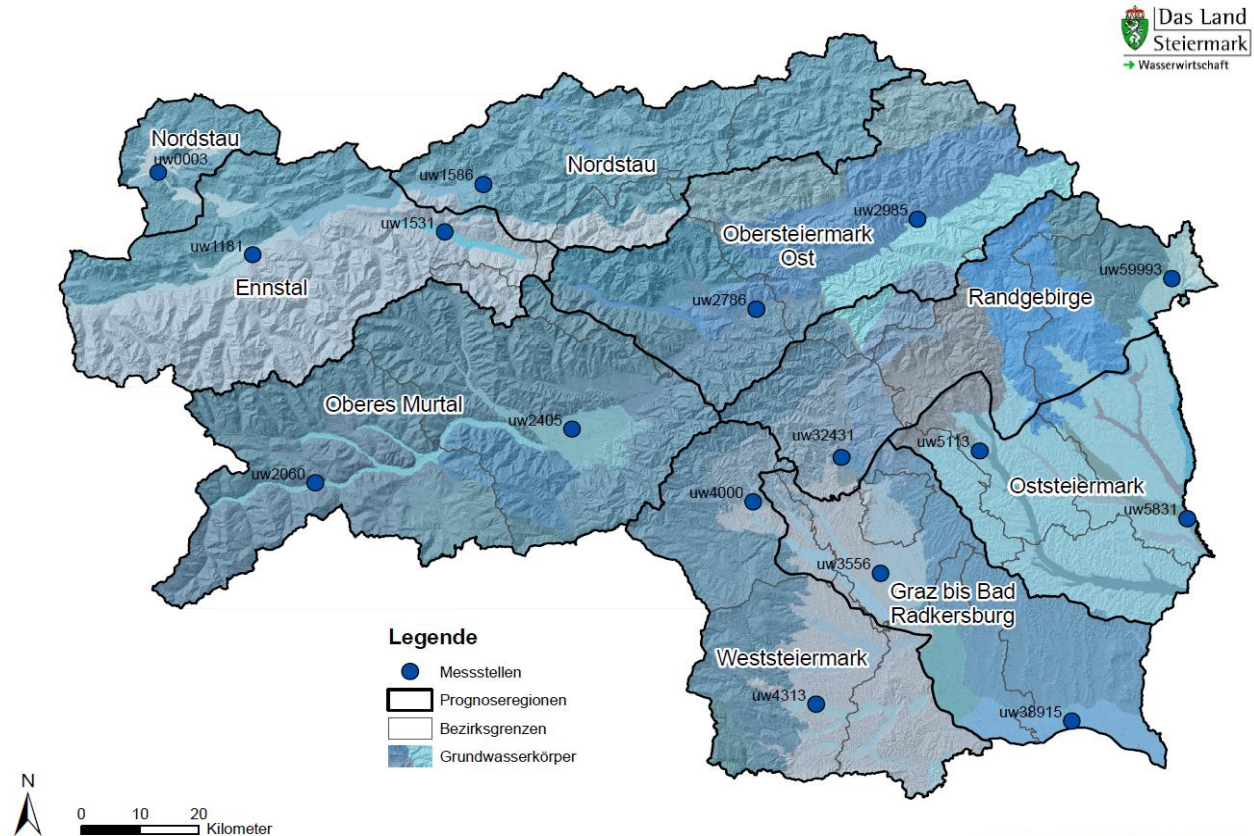 Das Land
Steiermark
→ Wasserwirtschaft
Nordstau
uw0003
Nordstau
uw1586
uw1531
uw1181
Ennstal
uw2985
Obersteiermark
Ost
uw2786
uw59993
Randgebirge
Oberes Murtal
uw2405
uw2060
uw32431
uw5113
Oststeiermark
uw5831
uw4000
uw3556
Graz bis Bad
Radkersburg
Weststeiermark
uw4313
uw38915
Legende
Messstellen
Prognoseregionen
Bezirksgrenzen
Grundwasserkörper
N
0 10 20
Kilometer